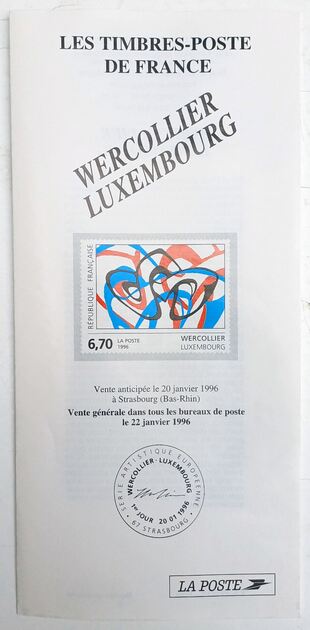 LES TIMBRES-POSTE
DE FRANCE
WERCOLLIER
LUXEMBOURG
RÉPUBLIQUE FRANÇAISE
6,70
LA POSTE
1996
WERCOLLIER
LUXEMBOURG
Vente anticipée le 20 janvier 1996
à Strasbourg (Bas-Rhin)
Vente générale dans tous les bureaux de poste
le 22 janvier 1996
SERIE ARTISTIQUE EUROPÉENNE
WERCOLLIER-LUXEMBOURG
1er JOUR 20 01 1996
67 STRASBOURG
LA POSTE